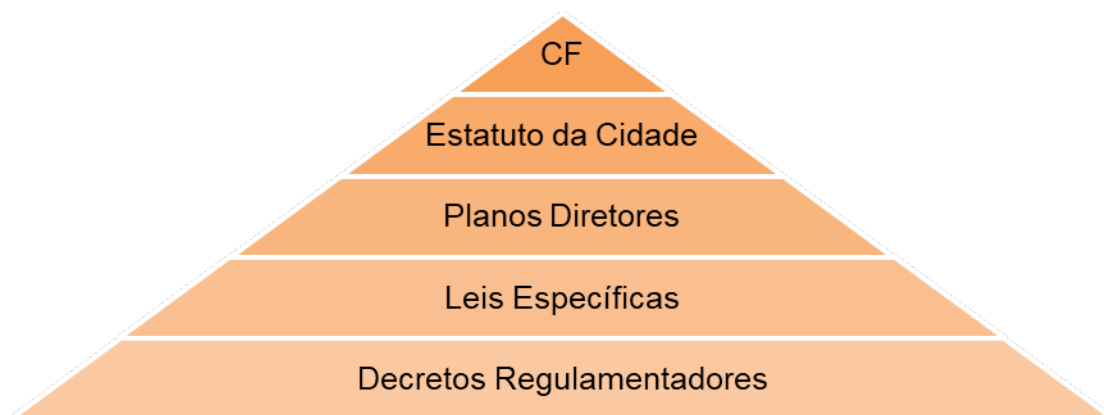 CF
Estatuto da Cidade
Planos Diretores
Leis Específicas
Decretos Regulamentadores